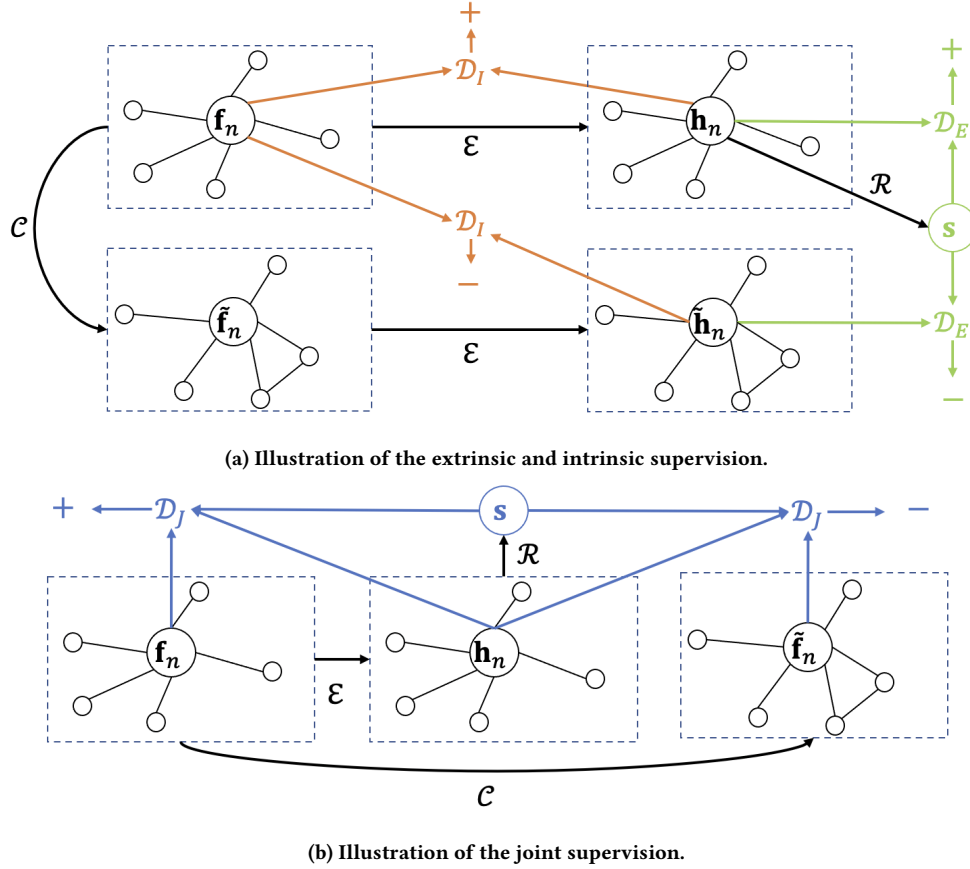 +
𝒟_I
+
f_n
h_n
𝒟_E
ℰ
ℛ
𝒞
𝒟_I
s
−
f̃_n
h̃_n
𝒟_E
ℰ
−
(a) Illustration of the extrinsic and intrinsic supervision.
+ 𝒟_J s 𝒟_J −
ℛ
f_n h_n f̃_n
ℰ
𝒞
(b) Illustration of the joint supervision.